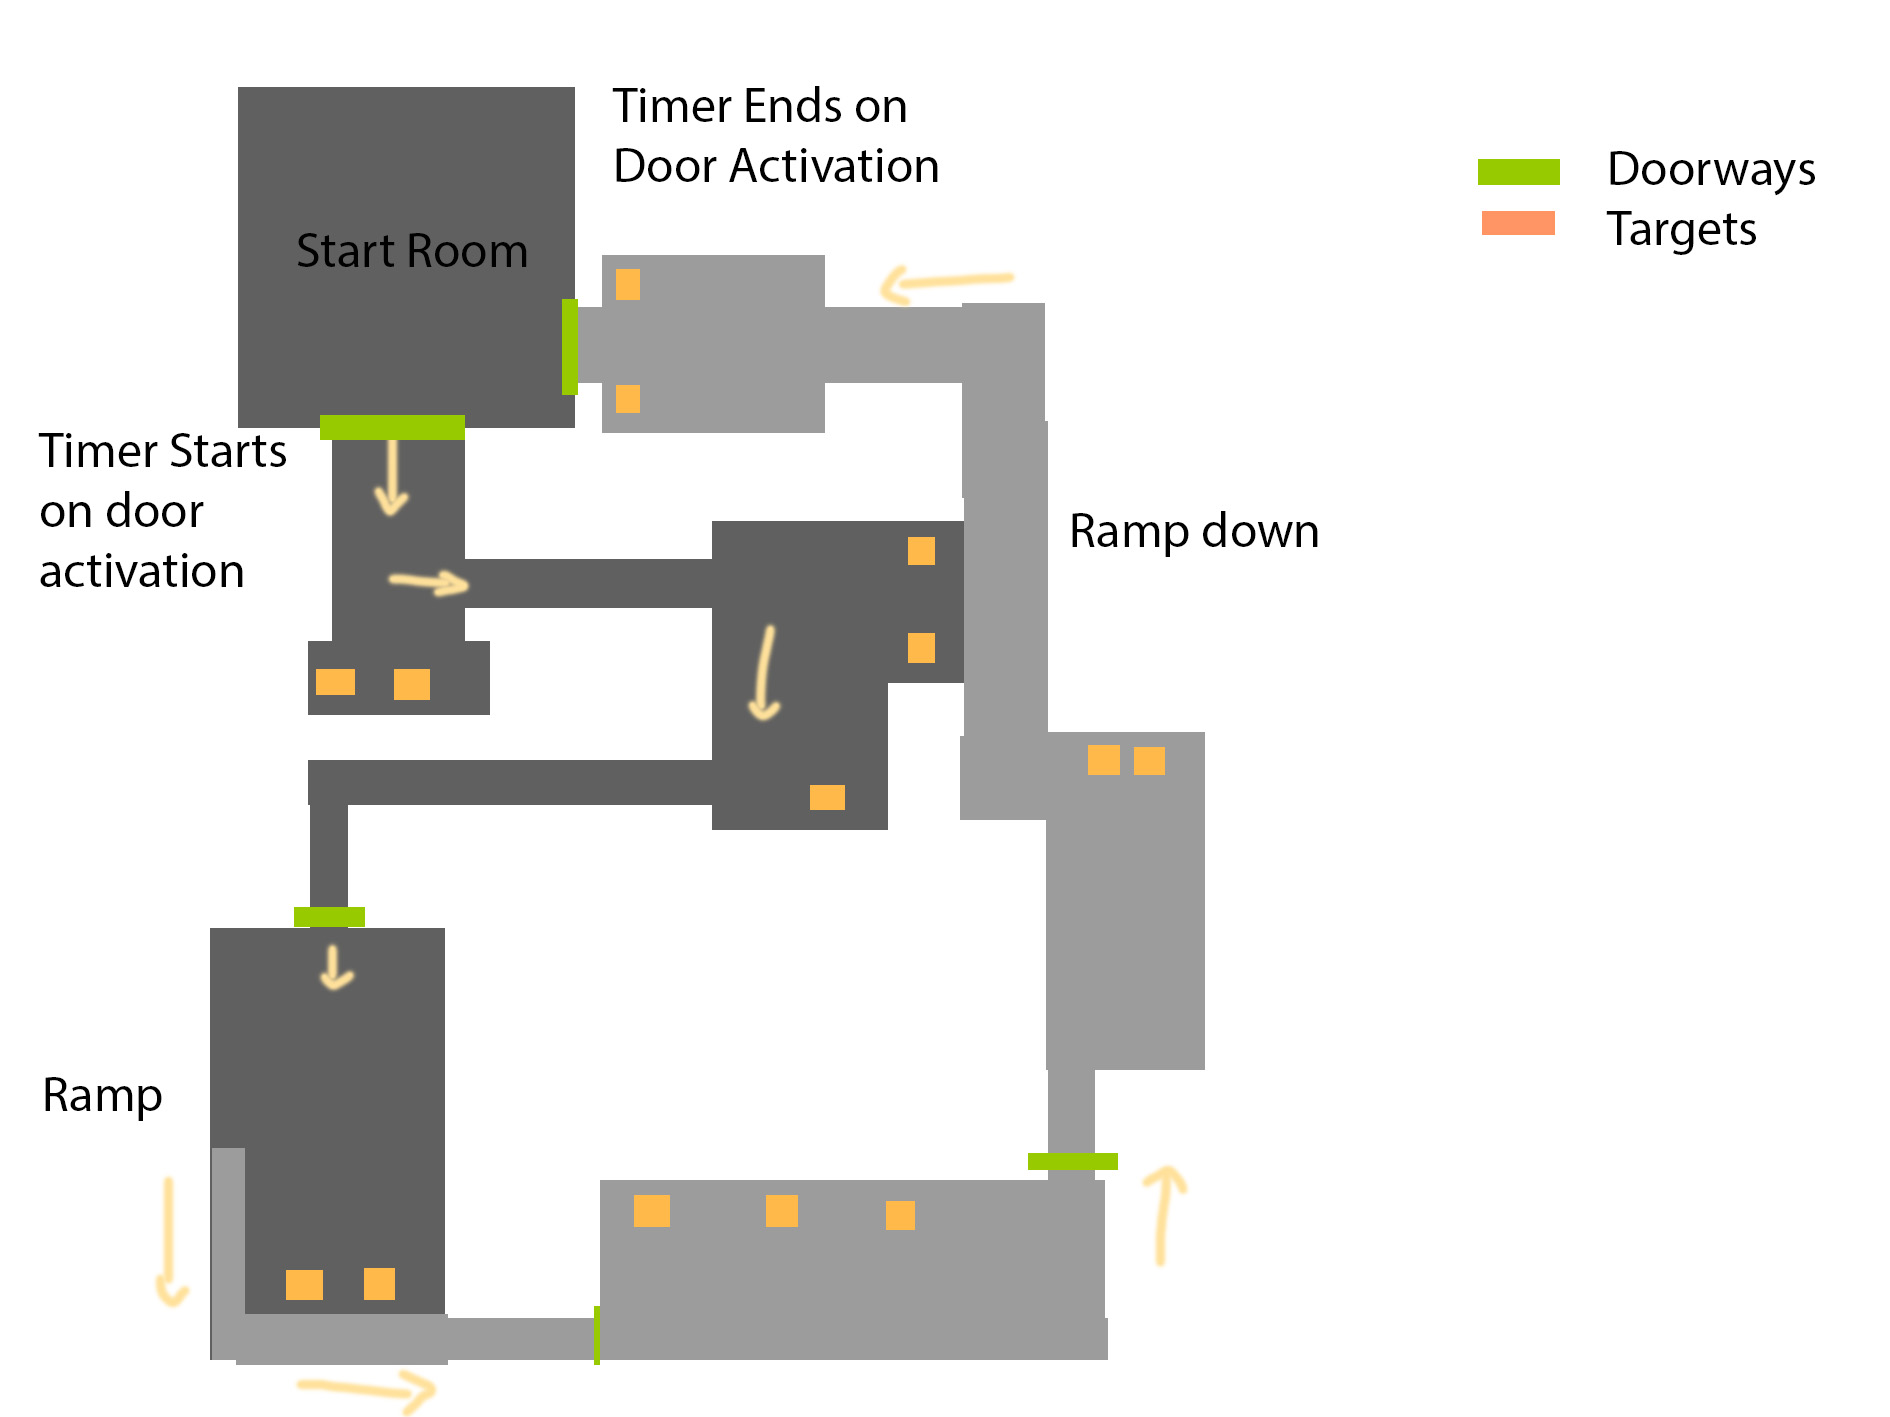 Timer Ends on
Door Activation
Doorways
Targets
Start Room
Timer Starts
on door
activation
Ramp down
Ramp